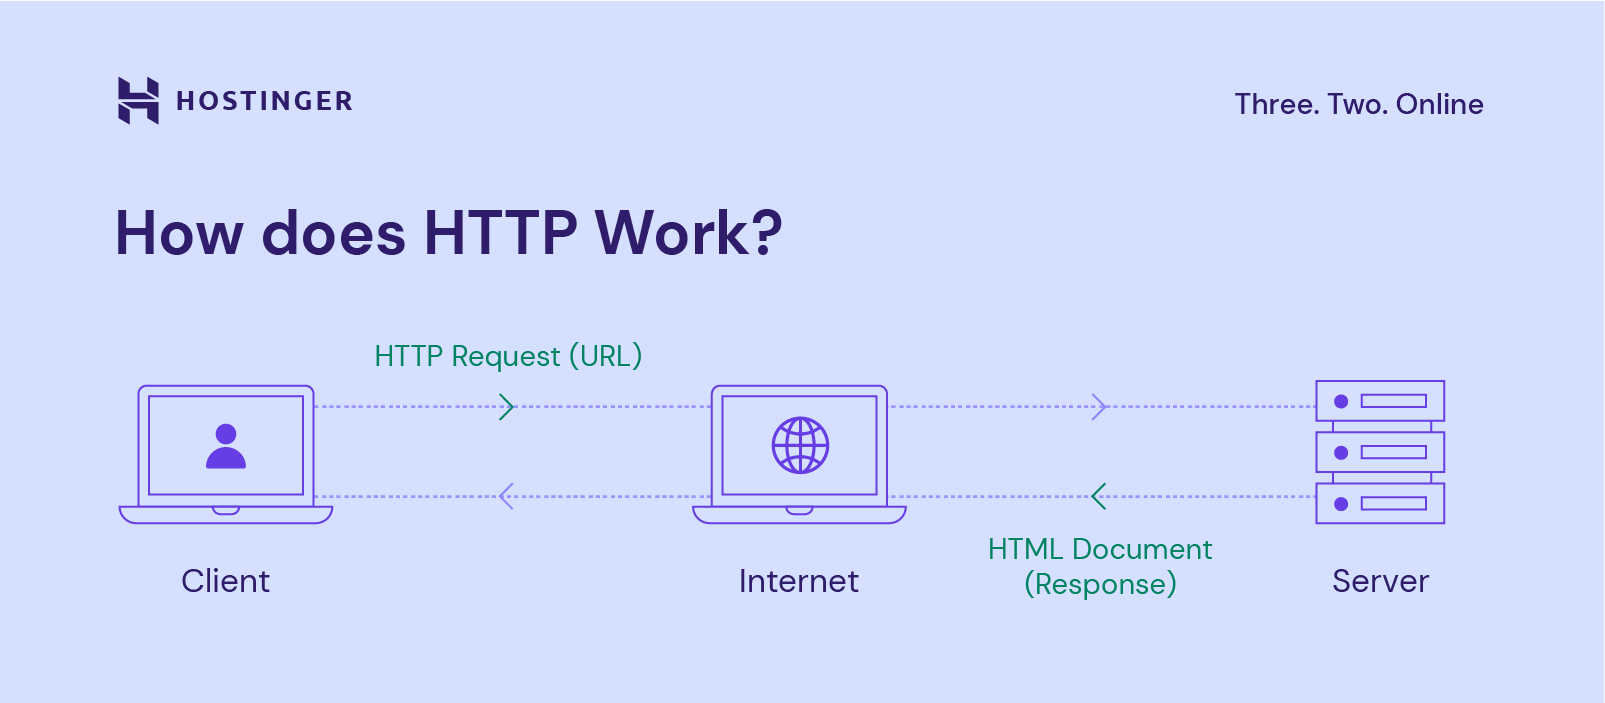 HOSTINGER
Three. Two. Online
How does HTTP Work?
HTTP Request (URL)
HTML Document
(Response)
Client
Internet
Server